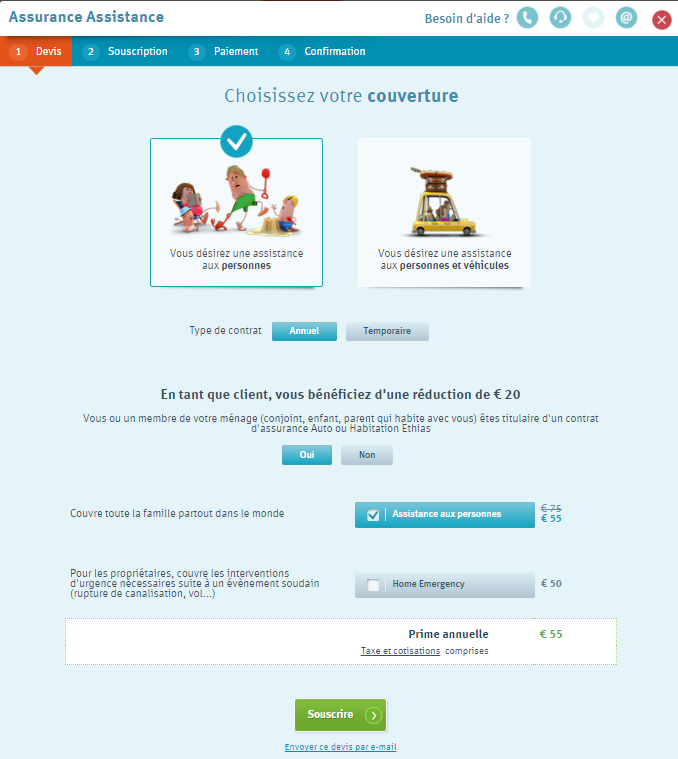 Assurance Assistance
Besoin d'aide ?
1 Devis 2 Souscription 3 Paiement 4 Confirmation
Choisissez votre couverture
Vous désirez une assistance
aux personnes
Vous désirez une assistance
aux personnes et véhicules
Type de contrat Annuel Temporaire
En tant que client, vous bénéficiez d'une réduction de € 20
Vous ou un membre de votre ménage (conjoint, enfant, parent qui habite avec vous) êtes titulaire d'un contrat
d'assurance Auto ou Habitation Ethias
Oui Non
Couvre toute la famille partout dans le monde
Assistance aux personnes
€ 75
€ 55
Pour les propriétaires, couvre les interventions
d'urgence nécessaires suite à un événement soudain
(rupture de canalisation, vol...)
Home Emergency
€ 50
Prime annuelle € 55
Taxe et cotisations comprises
Souscrire
Envoyer ce devis par e-mail